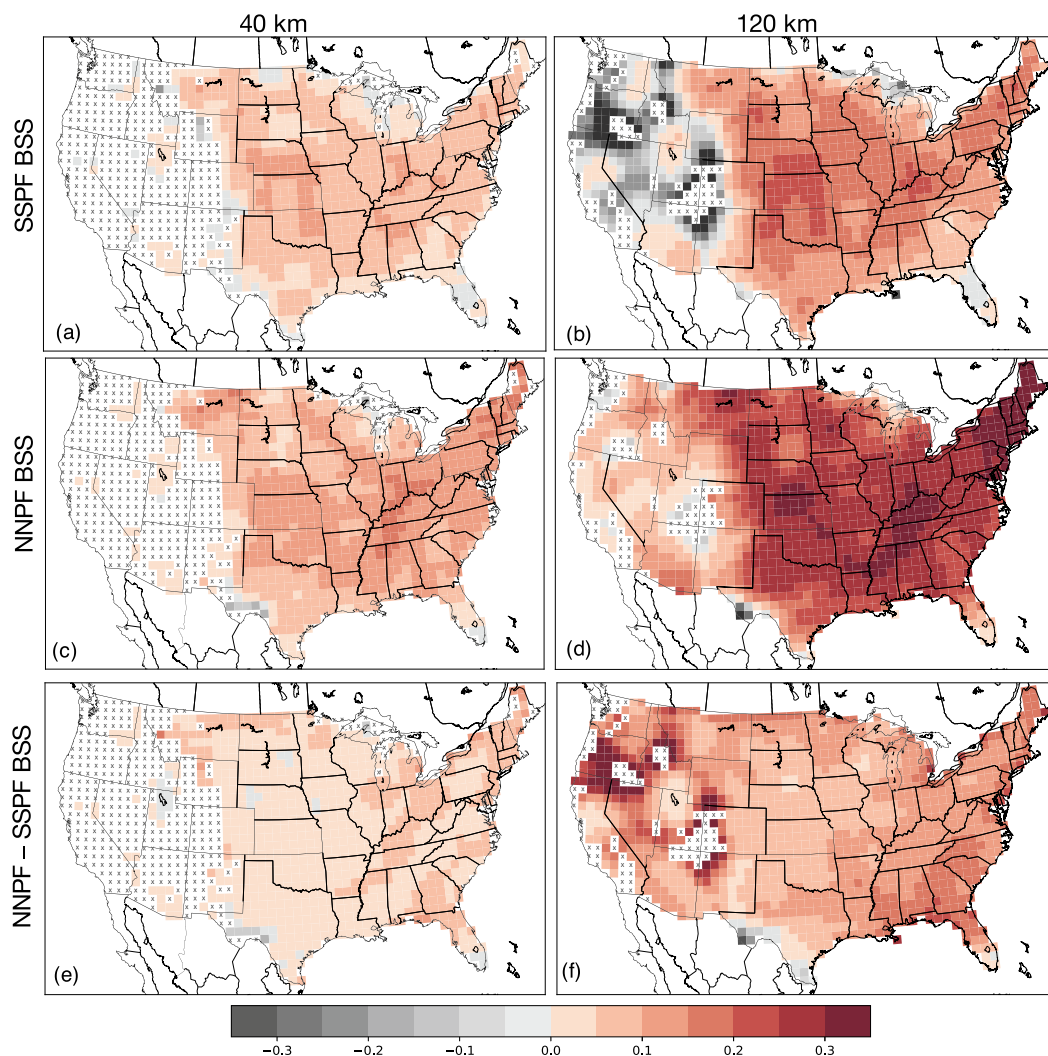 40 km 120 km
SSPF BSS
(a) (b)
NNPF BSS
(c) (d)
NNPF – SSPF BSS
(e) (f)
−0.3 −0.2 −0.1 0.0 0.1 0.2 0.3